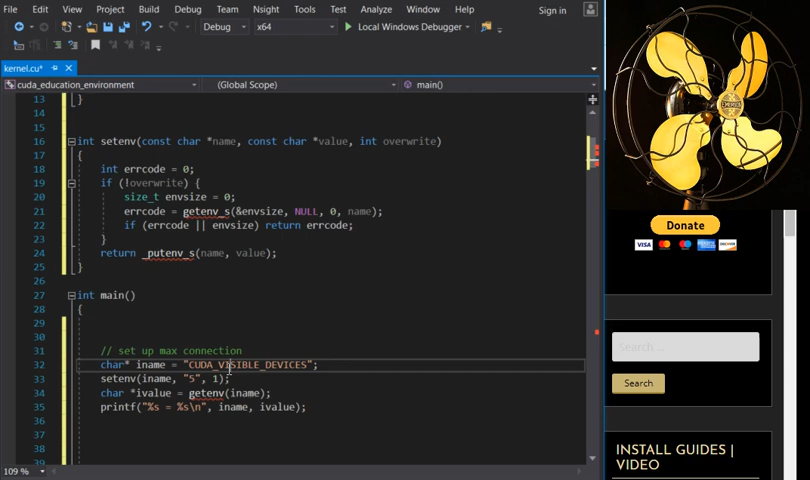 File Edit View Project Build Debug Team Nsight Tools Test Analyze Window Help Sign in
Debug x64 Local Windows Debugger
kernel.cu*
cuda_education_environment (Global Scope) main()
13 }
14
15
16 int setenv(const char *name, const char *value, int overwrite)
17 {
18 int errcode = 0;
19 if (!overwrite) {
20 size_t envsize = 0;
21 errcode = getenv_s(&envsize, NULL, 0, name);
22 if (errcode || envsize) return errcode;
23 }
24 return _putenv_s(name, value);
25 }
26
27 int main()
28 {
29
30
31 // set up max connection
32 char* iname = "CUDA_VISIBLE_DEVICES";
33 setenv(iname, "5", 1);
34 char *ivalue = getenv(iname);
35 printf("%s = %s\n", iname, ivalue);
36
37
38
39
109 %
EMERSON
Donate
VISA
DISCOVER
Search ...
Search
INSTALL GUIDES |
VIDEO